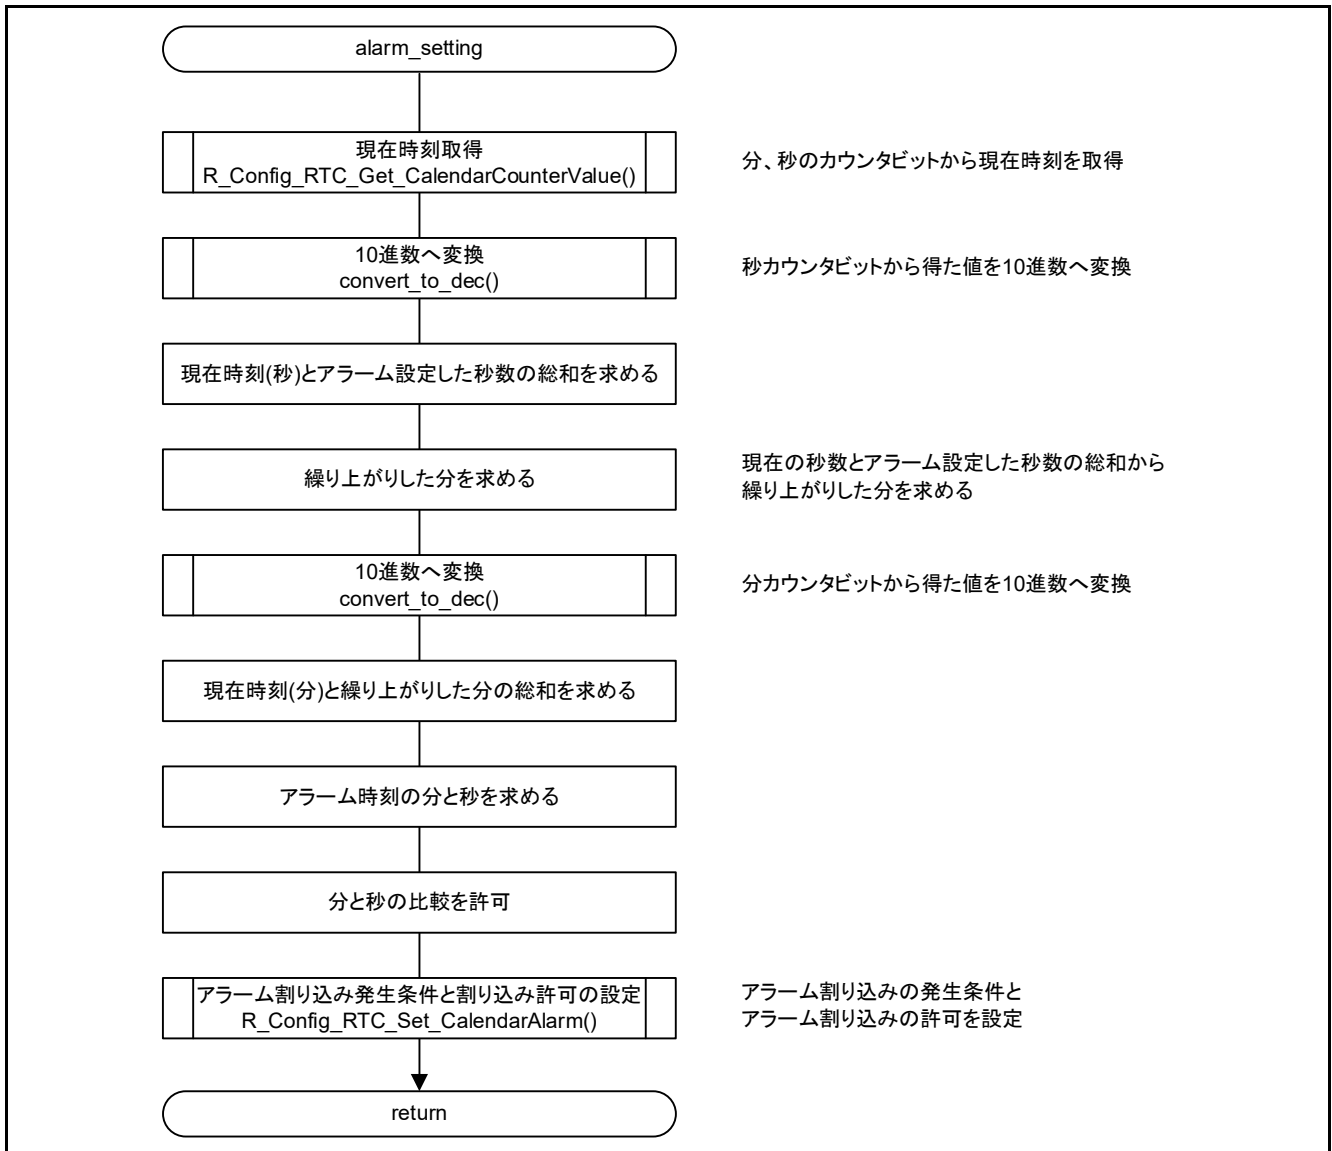 alarm_setting
現在時刻取得
R_Config_RTC_Get_CalendarCounterValue()
分、秒のカウンタビットから現在時刻を取得
10進数へ変換
convert_to_dec()
秒カウンタビットから得た値を10進数へ変換
現在時刻(秒)とアラーム設定した秒数の総和を求める
繰り上がりした分を求める
現在の秒数とアラーム設定した秒数の総和から
繰り上がりした分を求める
10進数へ変換
convert_to_dec()
分カウンタビットから得た値を10進数へ変換
現在時刻(分)と繰り上がりした分の総和を求める
アラーム時刻の分と秒を求める
分と秒の比較を許可
アラーム割り込み発生条件と割り込み許可の設定
R_Config_RTC_Set_CalendarAlarm()
アラーム割り込みの発生条件と
アラーム割り込みの許可を設定
return